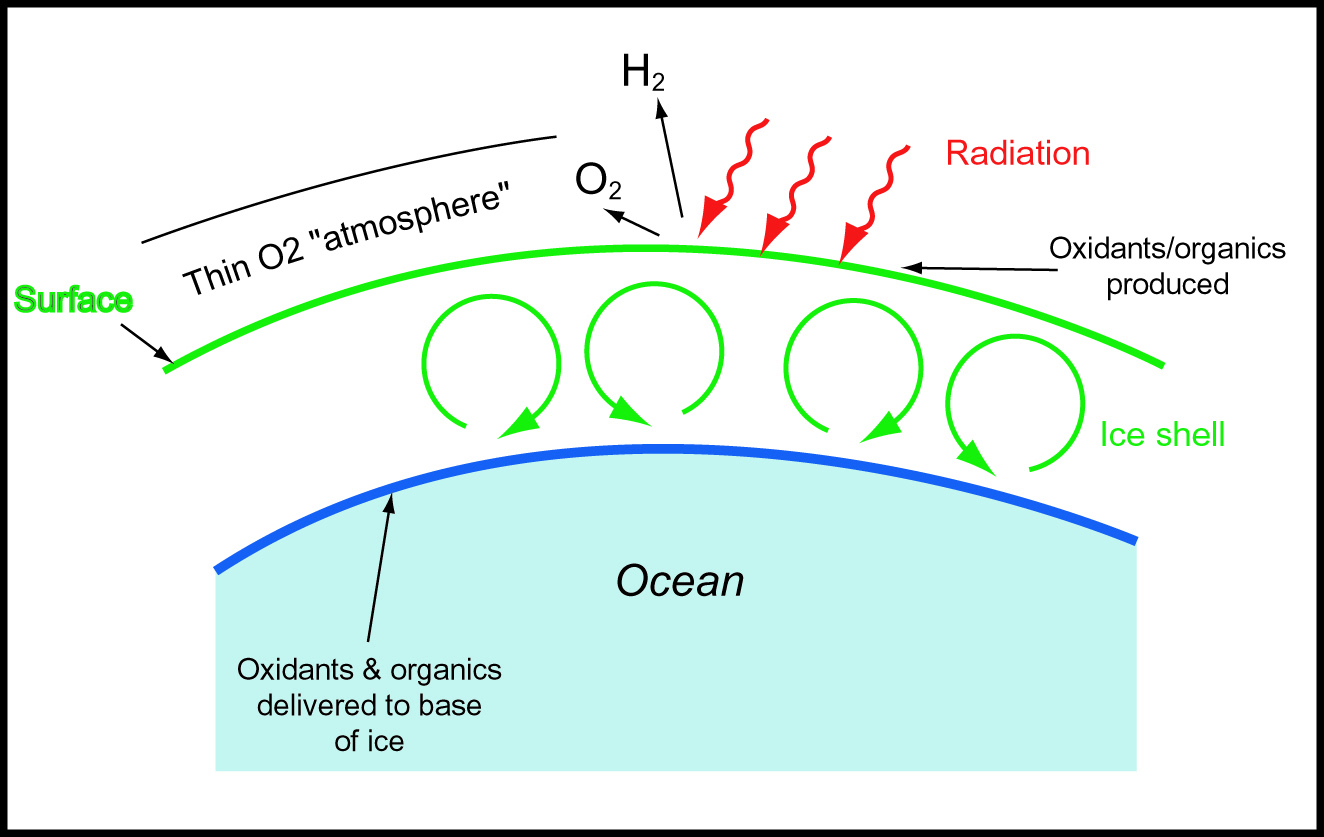 H₂
Radiation
O₂
Thin O2 "atmosphere"
Surface
Oxidants/organics
produced
Ice shell
Ocean
Oxidants & organics
delivered to base
of ice